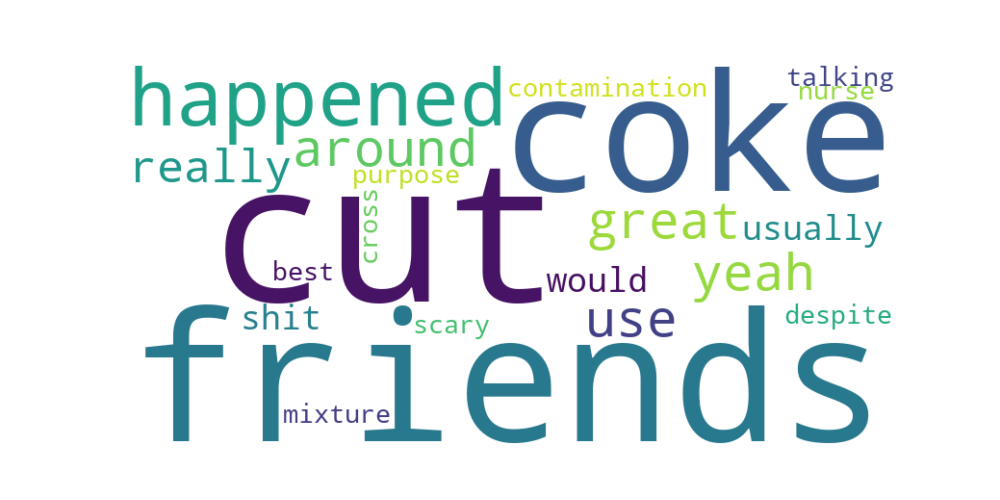 happened
contamination
coke
talking
nurse
really
around
purpose
cross
cut
great
usually
best
would
yeah
shit
scary
use
despite
friends
mixture